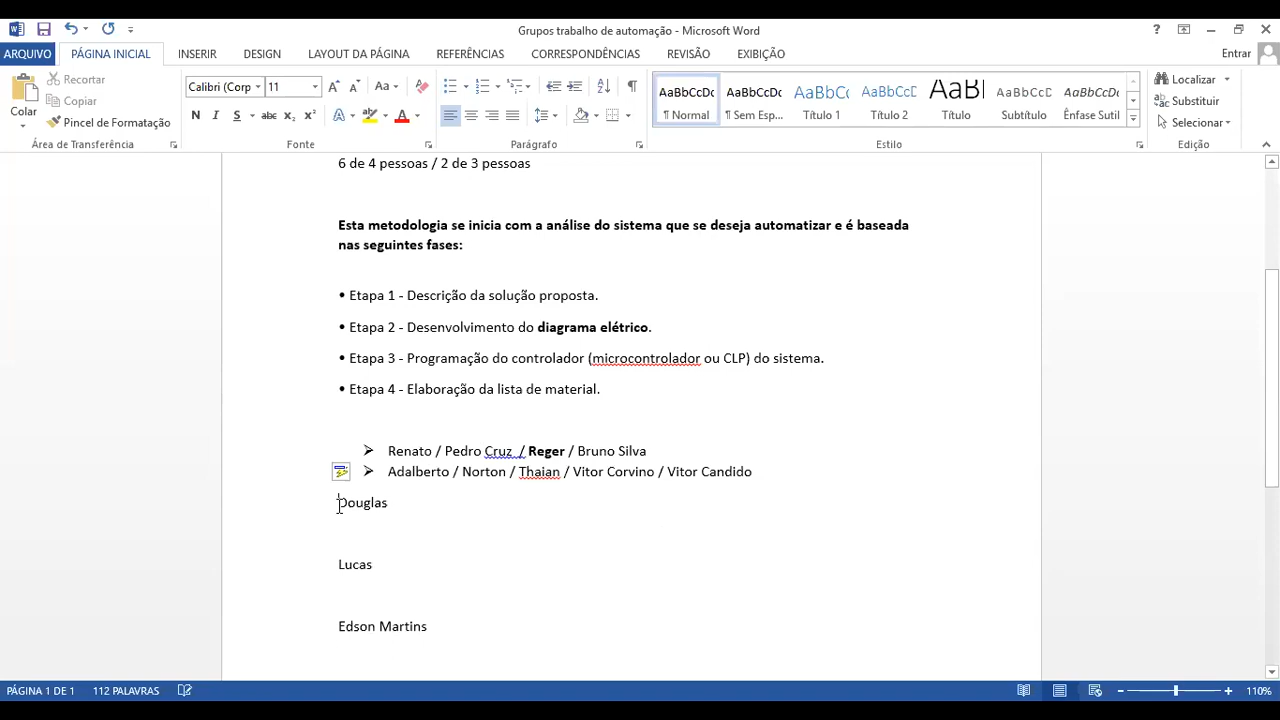 Grupos trabalho de automação - Microsoft Word
ARQUIVO PÁGINA INICIAL INSERIR DESIGN LAYOUT DA PÁGINA REFERÊNCIAS CORRESPONDÊNCIAS REVISÃO EXIBIÇÃO Entrar
Colar
Recortar
Copiar
Pincel de Formatação
Área de Transferência
Calibri (Corp 11
Fonte
Parágrafo
AaBbCcDc AaBbCcDc AaBbCc AaBbCcC AaBl AaBbCcC AaBbCcDc
¶ Normal ¶ Sem Esp... Título 1 Título 2 Título Subtítulo Ênfase Sutil
Estilo
Localizar
Substituir
Selecionar
Edição
6 de 4 pessoas / 2 de 3 pessoas
Esta metodologia se inicia com a análise do sistema que se deseja automatizar e é baseada
nas seguintes fases:
• Etapa 1 - Descrição da solução proposta.
• Etapa 2 - Desenvolvimento do diagrama elétrico.
• Etapa 3 - Programação do controlador (microcontrolador ou CLP) do sistema.
• Etapa 4 - Elaboração da lista de material.
➢ Renato / Pedro Cruz / Reger / Bruno Silva
➢ Adalberto / Norton / Thaian / Vitor Corvino / Vitor Candido
Douglas
Lucas
Edson Martins
PÁGINA 1 DE 1 112 PALAVRAS 110%